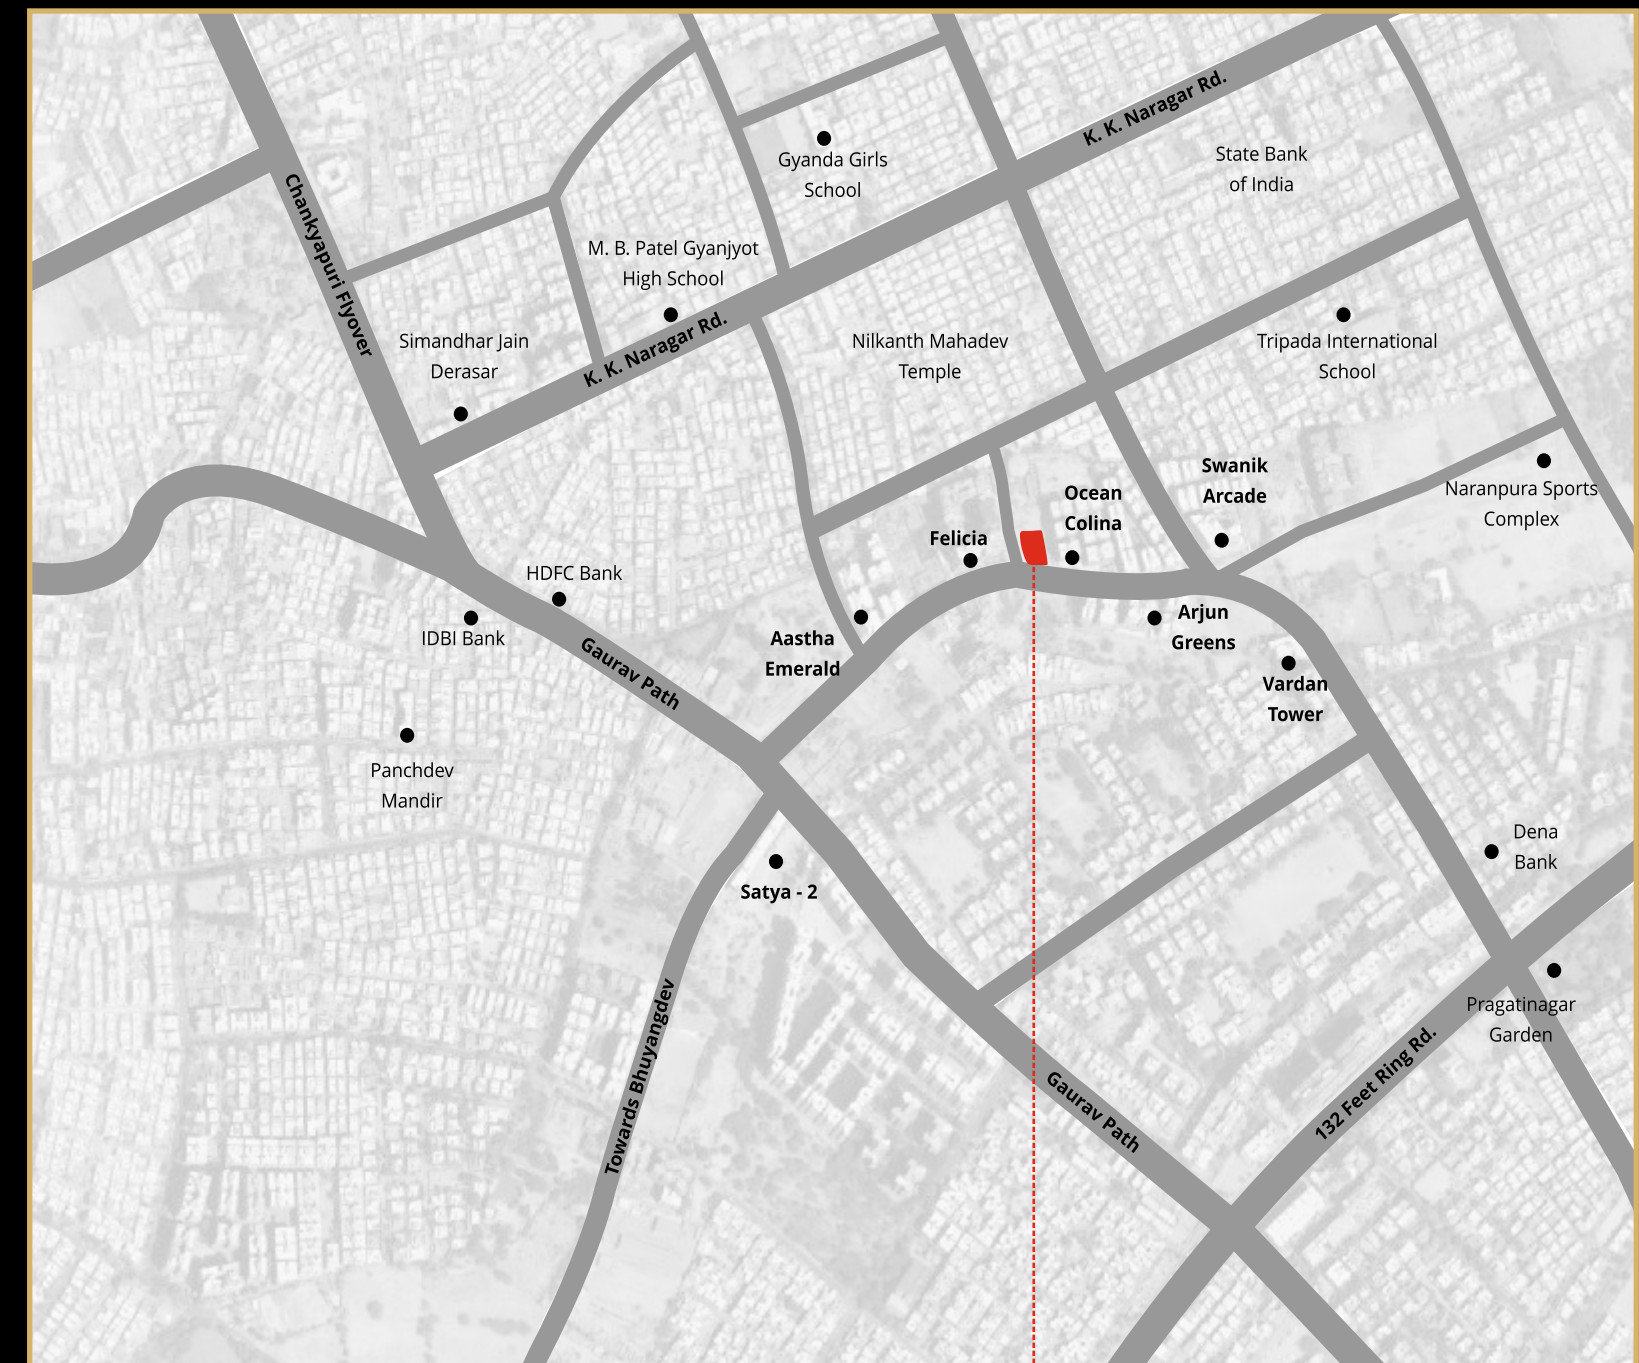 K. K. Naragar Rd.
Gyanda Girls
School
State Bank
of India
Chankyapuri Flyover
M. B. Patel Gyanjyot
High School
K. K. Naragar Rd.
Simandhar Jain
Derasar
Nilkanth Mahadev
Temple
Tripada International
School
Swanik
Arcade
Ocean
Colina
Naranpura Sports
Complex
Felicia
HDFC Bank
IDBI Bank
Gaurav Path
Aastha
Emerald
Arjun
Greens
Vardan
Tower
Panchdev
Mandir
Dena
Bank
Satya - 2
Pragatinagar
Garden
Towards Bhuyangdev
Gaurav Path
132 Feet Ring Rd.